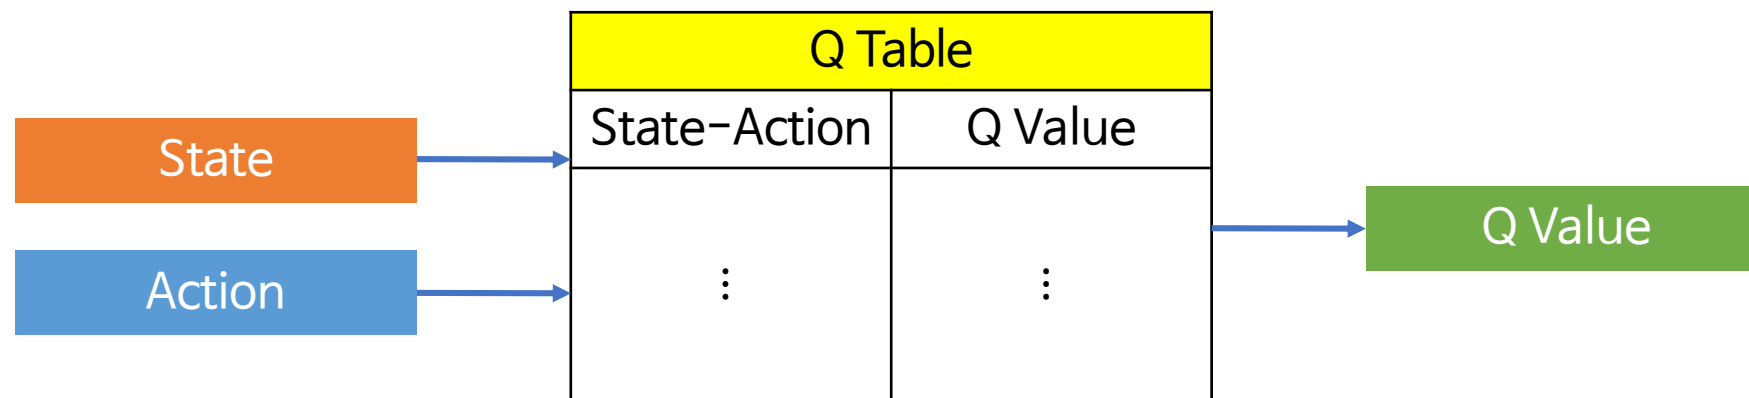 Q Table
State-Action
Q Value
State
Action
⋮
⋮
Q Value